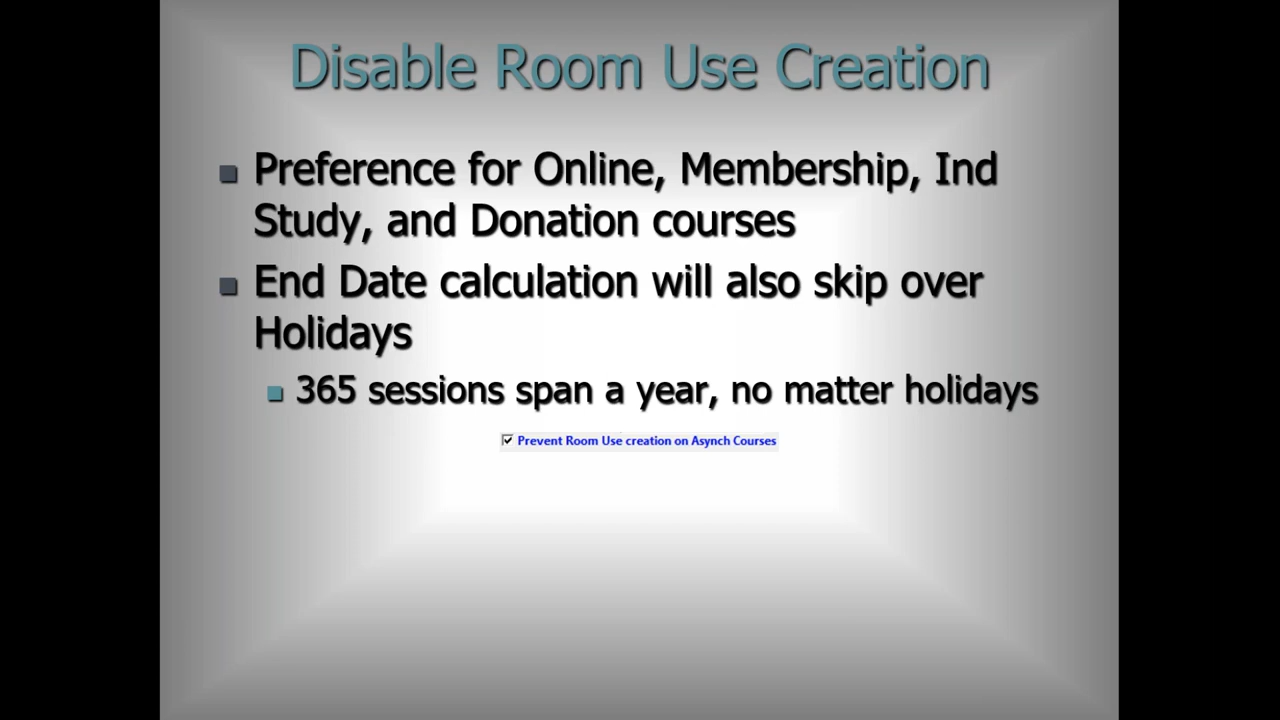 Disable Room Use Creation
Preference for Online, Membership, Ind
Study, and Donation courses
End Date calculation will also skip over
Holidays
365 sessions span a year, no matter holidays
Prevent Room Use creation on Asynch Courses